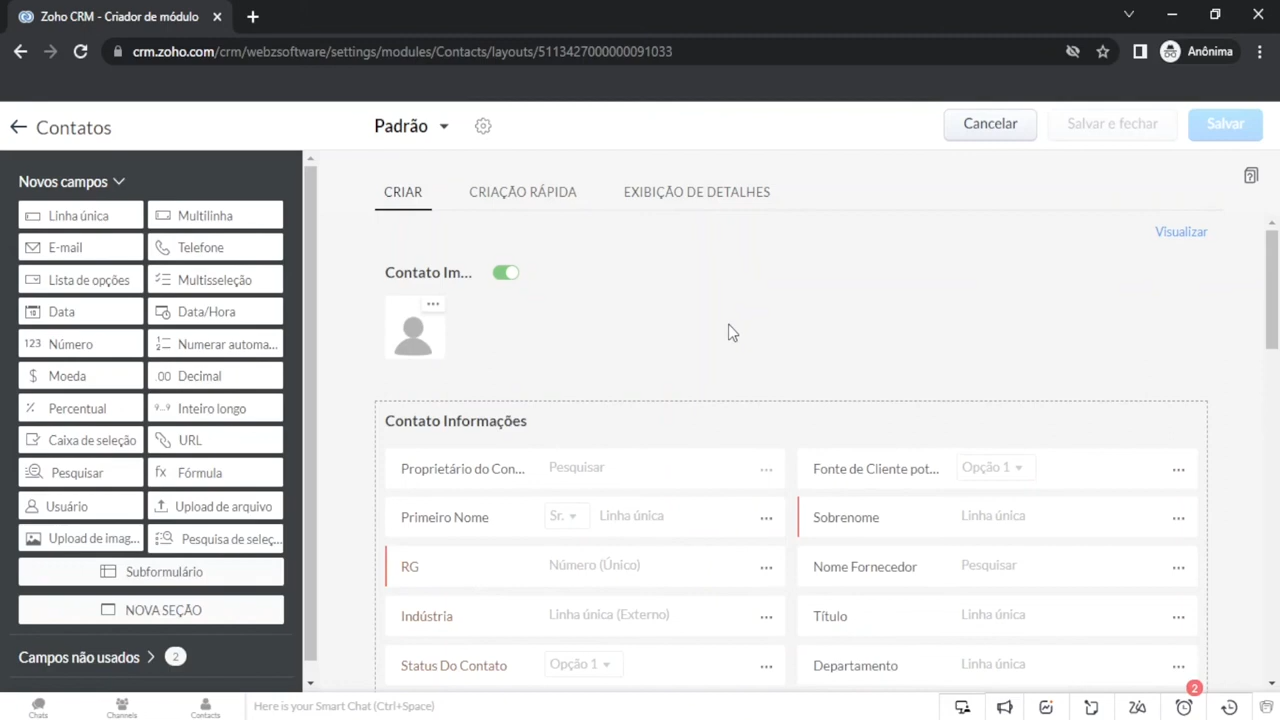 Zoho CRM - Criador de módulo
crm.zoho.com/crm/webzsoftware/settings/modules/Contacts/layouts/5113427000000091033
Anônima
Contatos
Padrão
Cancelar
Salvar e fechar
Salvar
Novos campos
Linha única
Multilinha
E-mail
Telefone
Lista de opções
Multisseleção
Data
Data/Hora
Número
Numerar automa...
Moeda
Decimal
Percentual
Inteiro longo
Caixa de seleção
URL
Pesquisar
Fórmula
Usuário
Upload de arquivo
Upload de imag...
Pesquisa de seleç...
Subformulário
NOVA SEÇÃO
Campos não usados
2
CRIAR
CRIAÇÃO RÁPIDA
EXIBIÇÃO DE DETALHES
Visualizar
Contato Im...
Contato Informações
Proprietário do Con...
Pesquisar
Fonte de Cliente pot...
Opção 1
Primeiro Nome
Sr.
Linha única
Sobrenome
Linha única
RG
Número (Único)
Nome Fornecedor
Pesquisar
Indústria
Linha única (Externo)
Título
Linha única
Status Do Contato
Opção 1
Departamento
Linha única
Chats
Channels
Contacts
Here is your Smart Chat (Ctrl+Space)
2